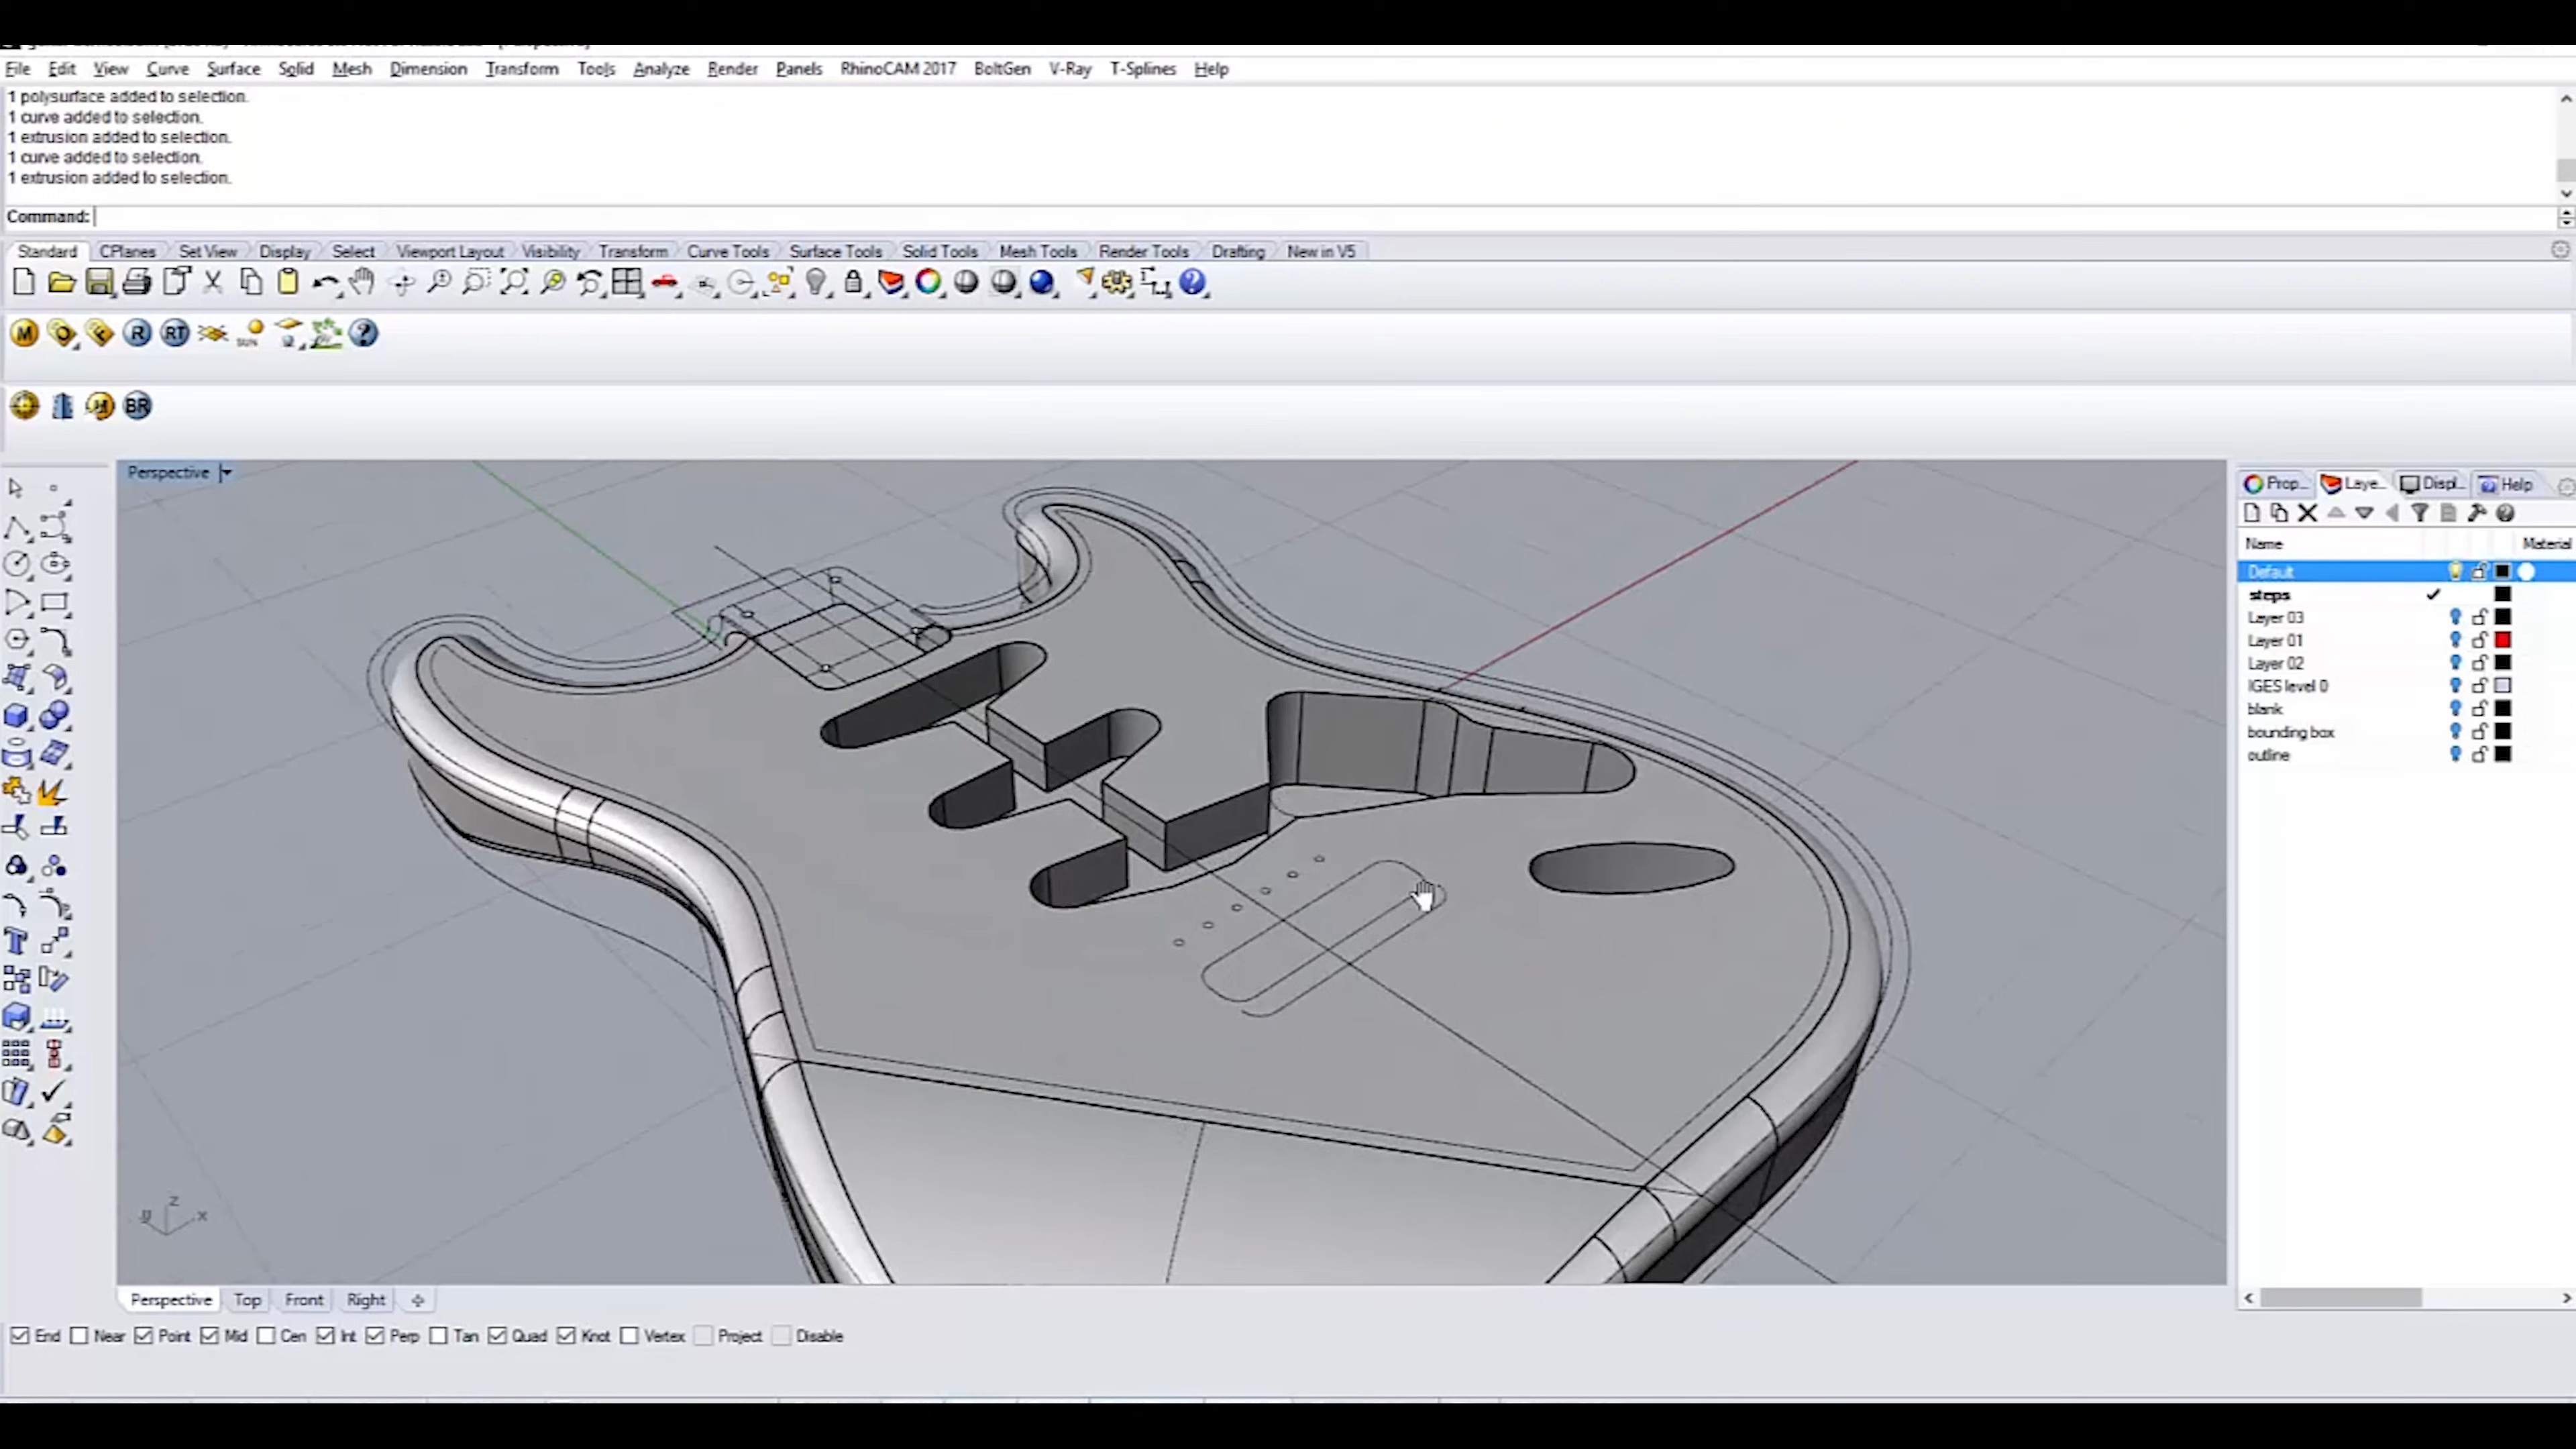 File Edit View Curve Surface Solid Mesh Dimension Transform Tools Analyze Render Panels RhinoCAM 2017 BoltGen V-Ray T-Splines Help
1 polysurface added to selection.
1 curve added to selection.
1 extrusion added to selection.
1 curve added to selection.
1 extrusion added to selection.
Command:
Standard CPlanes Set View Display Select Viewport Layout Visibility Transform Curve Tools Surface Tools Solid Tools Mesh Tools Render Tools Drafting New in V5
M O F R RT SUN ?
M BR
Perspective
Prop... Laye... Displ... Help
Name Material
Default
steps
Layer 03
Layer 01
Layer 02
IGES level 0
blank
bounding box
outline
z
y x
Perspective Top Front Right
End Near Point Mid Cen Int Perp Tan Quad Knot Vertex Project Disable